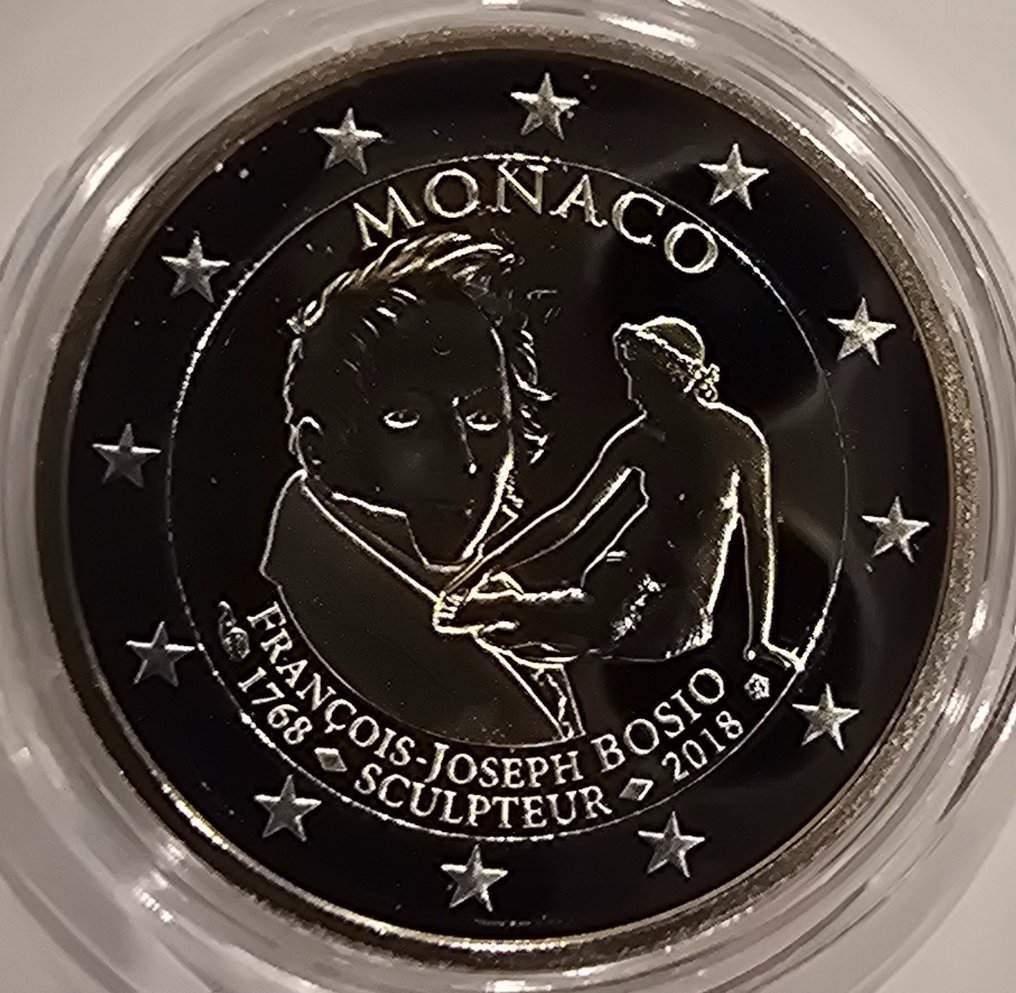 MONACO
FRANÇOIS-JOSEPH BOSIO
1768 ◊ SCULPTEUR ◊ 2018